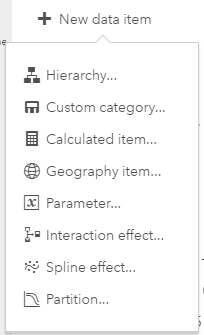 New data item
Hierarchy...
Custom category...
Calculated item...
Geography item...
Parameter...
Interaction effect...
Spline effect...
Partition...